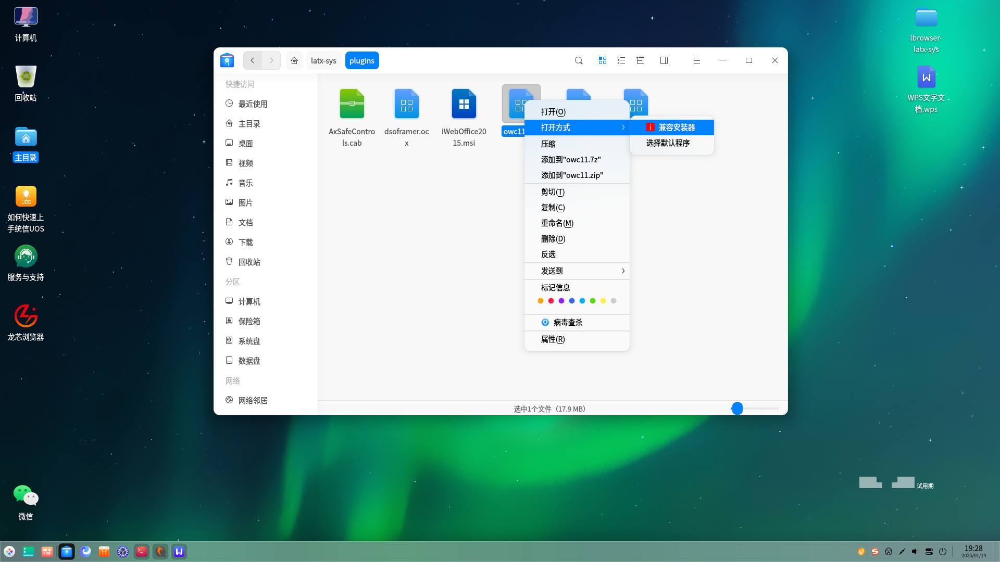 计算机
回收站
主目录
如何快速上
手统信UOS
服务与支持
龙芯浏览器
微信
lbrowser-
latx-sys
WPS文字文
档.wps
latx-sys
plugins
快捷访问
最近使用
主目录
桌面
视频
音乐
图片
文档
下载
回收站
分区
计算机
保险箱
系统盘
数据盘
网络
网络邻居
AxSafeContro
ls.cab
dsoframer.oc
x
iWebOffice20
15.msi
owc11
打开(O)
打开方式
压缩
添加到"owc11.7z"
添加到"owc11.zip"
剪切(T)
复制(C)
重命名(M)
删除(D)
反选
发送到
标记信息
病毒查杀
属性(R)
兼容安装器
选择默认程序
选中1个文件（17.9 MB）
试用期
19:28
2025/01/14